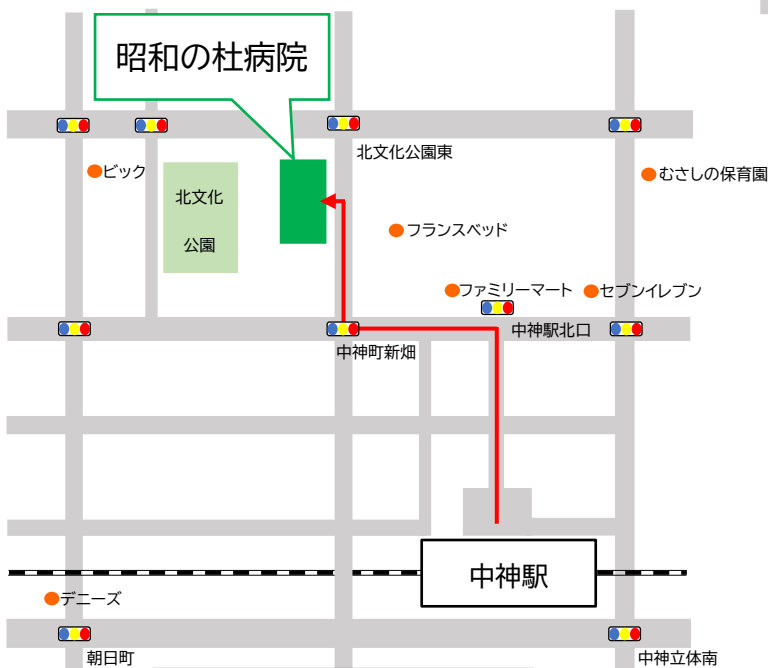 昭和の杜病院
北文化公園東
ビック
むさしの保育園
北文化
公園
フランスベッド
ファミリーマート
セブンイレブン
中神駅北口
中神町新畑
中神駅
デニーズ
朝日町
中神立体南